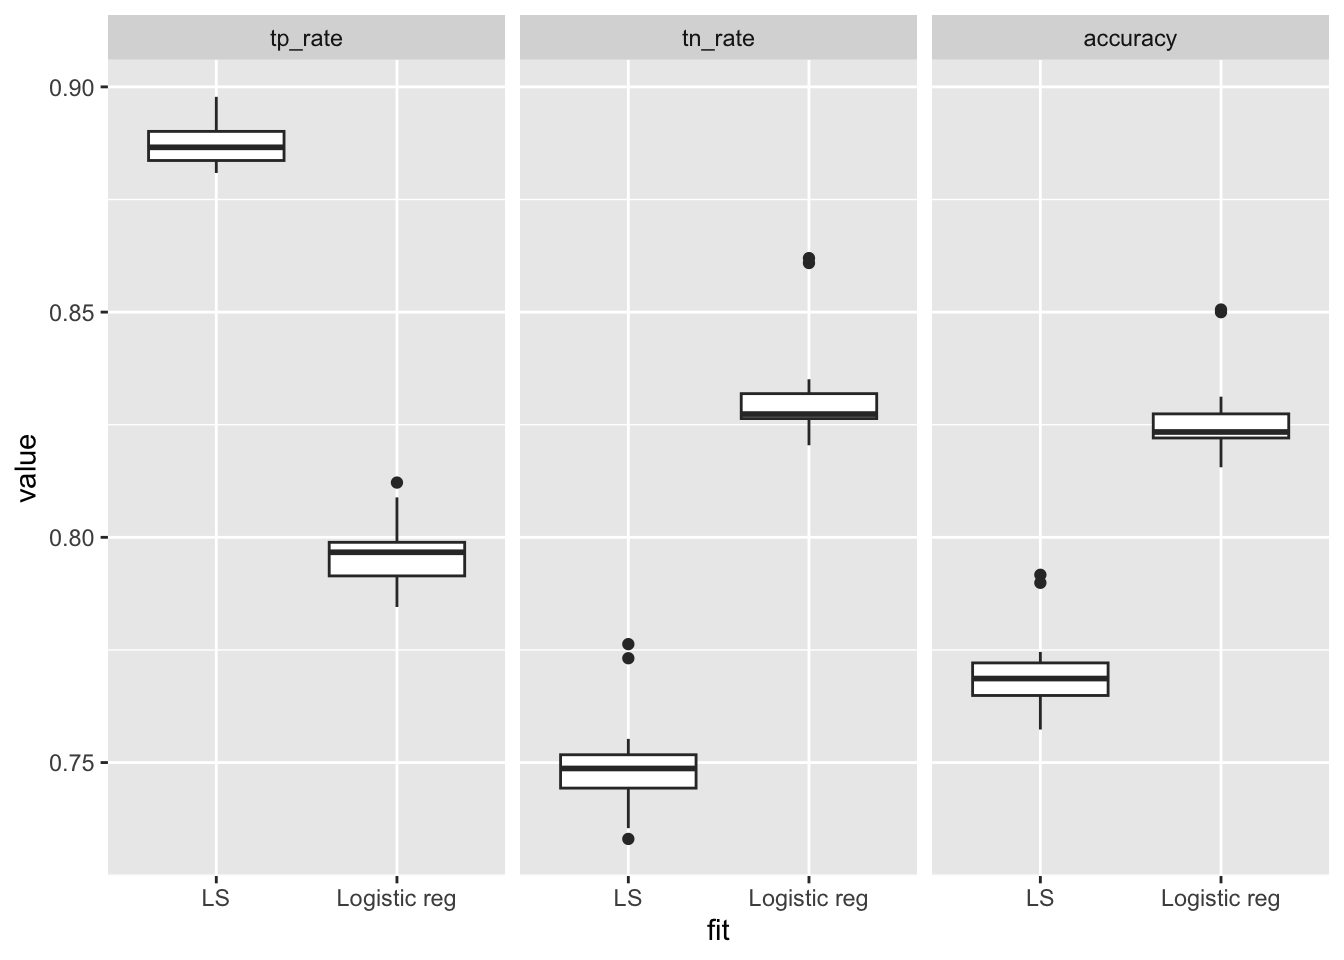 tp_rate
tn_rate
accuracy
0.90
0.85
0.80
0.75
value
LS
Logistic reg
LS
Logistic reg
LS
Logistic reg
fit